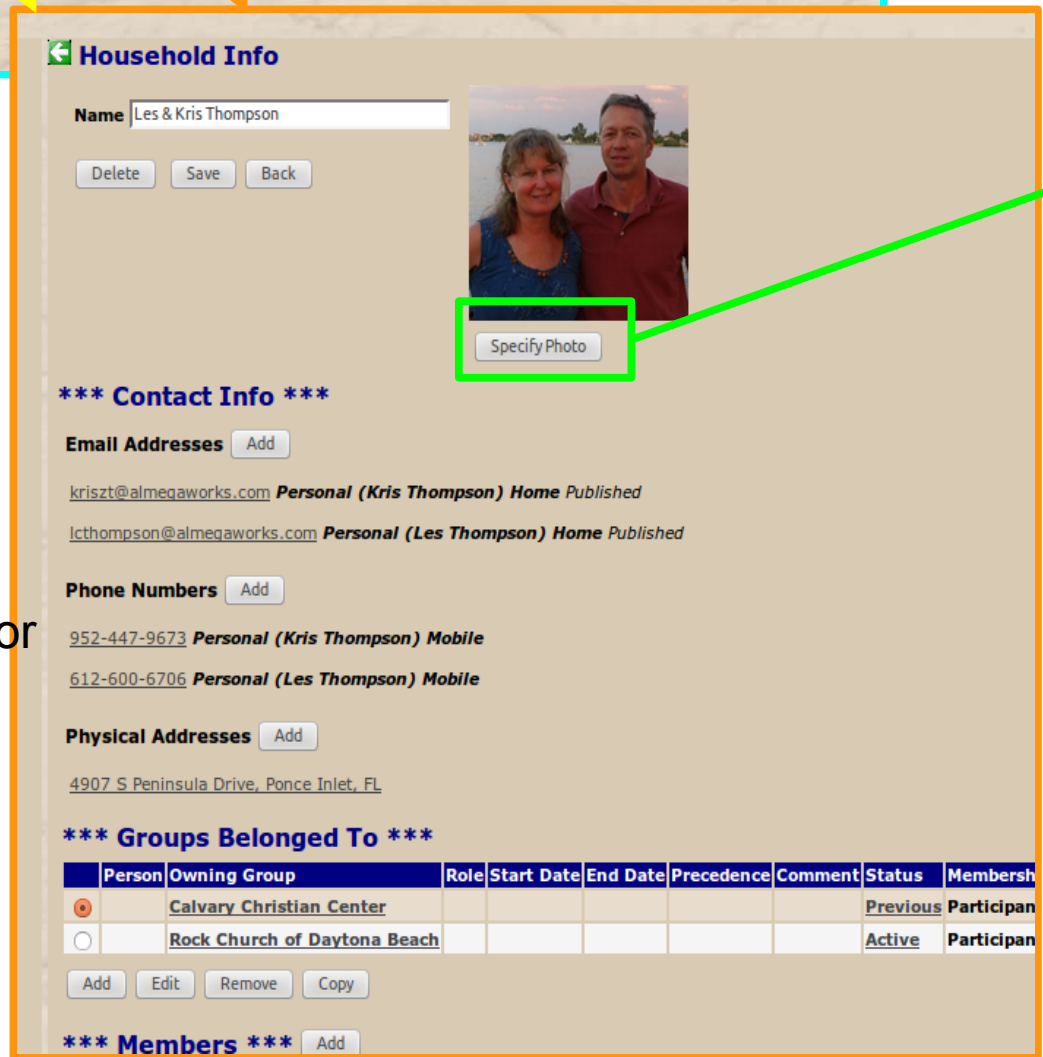 Household Info
Name Les & Kris Thompson
Delete Save Back
Specify Photo
*** Contact Info ***
Email Addresses Add
kriszt@almegaworks.com Personal (Kris Thompson) Home Published
lcthompson@almegaworks.com Personal (Les Thompson) Home Published
Phone Numbers Add
or
952-447-9673 Personal (Kris Thompson) Mobile
612-600-6706 Personal (Les Thompson) Mobile
Physical Addresses Add
4907 S Peninsula Drive, Ponce Inlet, FL
*** Groups Belonged To ***
Person Owning Group Role Start Date End Date Precedence Comment Status Membersh
Calvary Christian Center Previous Participan
Rock Church of Daytona Beach Active Participan
Add Edit Remove Copy
*** Members *** Add